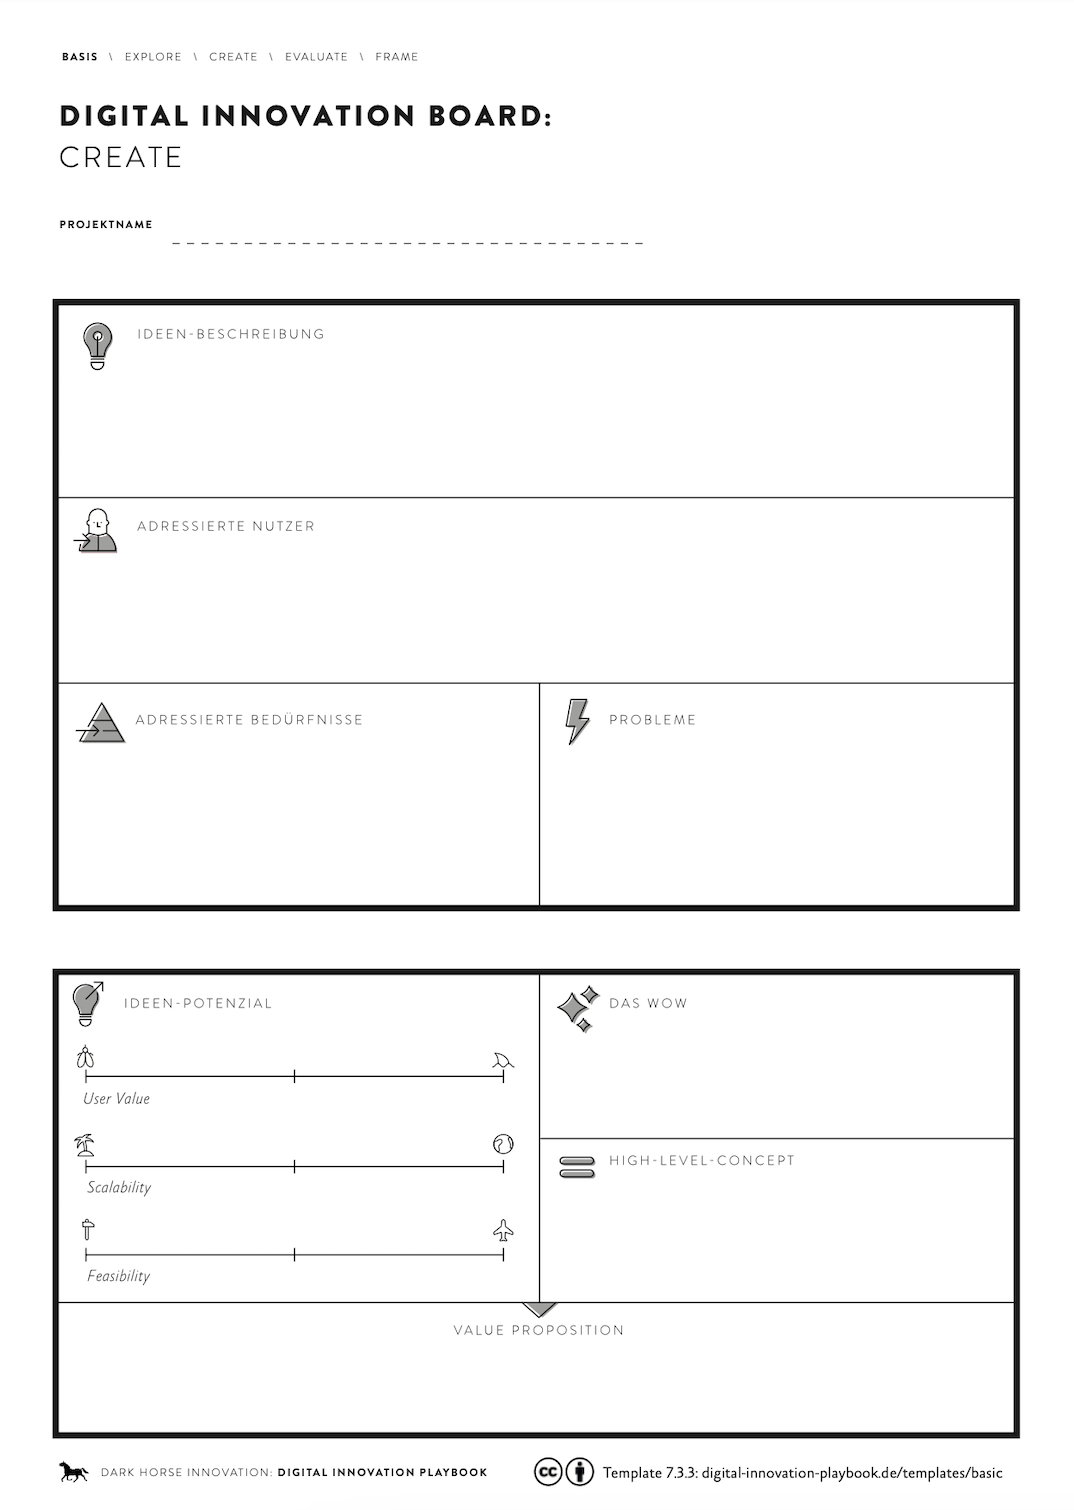 BASIS \ EXPLORE \ CREATE \ EVALUATE \ FRAME
DIGITAL INNOVATION BOARD:
CREATE
PROJEKTNAME
IDEEN-BESCHREIBUNG
ADRESSIERTE NUTZER
ADRESSIERTE BEDÜRFNISSE
PROBLEME
IDEEN-POTENZIAL
User Value
Scalability
Feasibility
DAS WOW
HIGH-LEVEL-CONCEPT
VALUE PROPOSITION
DARK HORSE INNOVATION: DIGITAL INNOVATION PLAYBOOK
cc Template 7.3.3: digital-innovation-playbook.de/templates/basic